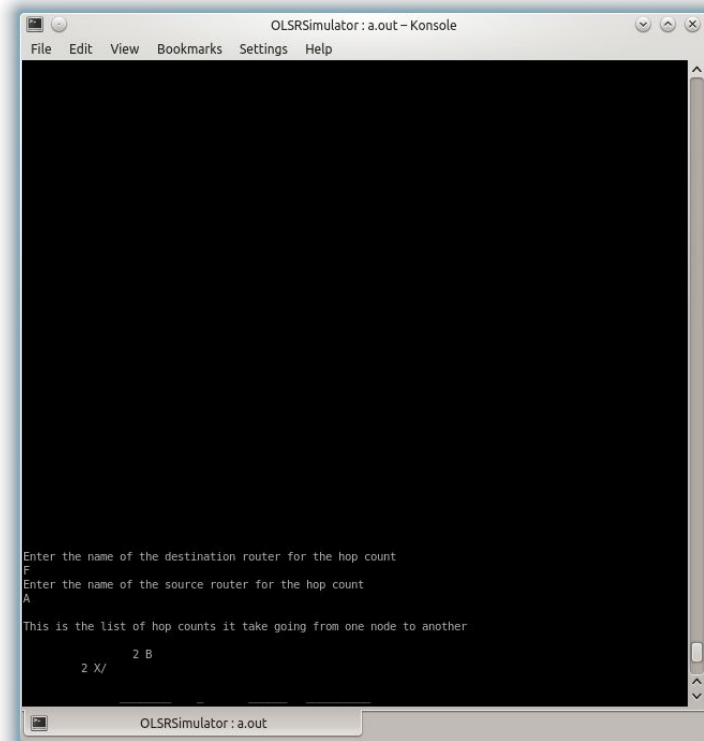 OLSRSimulator : a.out – Konsole
File Edit View Bookmarks Settings Help
Enter the name of the destination router for the hop count
F
Enter the name of the source router for the hop count
A
This is the list of hop counts it take going from one node to another
2 B
2 X/
OLSRSimulator : a.out